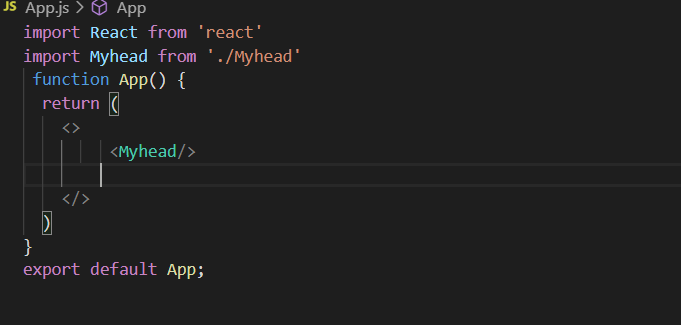 JS App.js > App
import React from 'react'
import Myhead from './Myhead'
function App() {
return (
<>
<Myhead/>
</>
)
}
export default App;